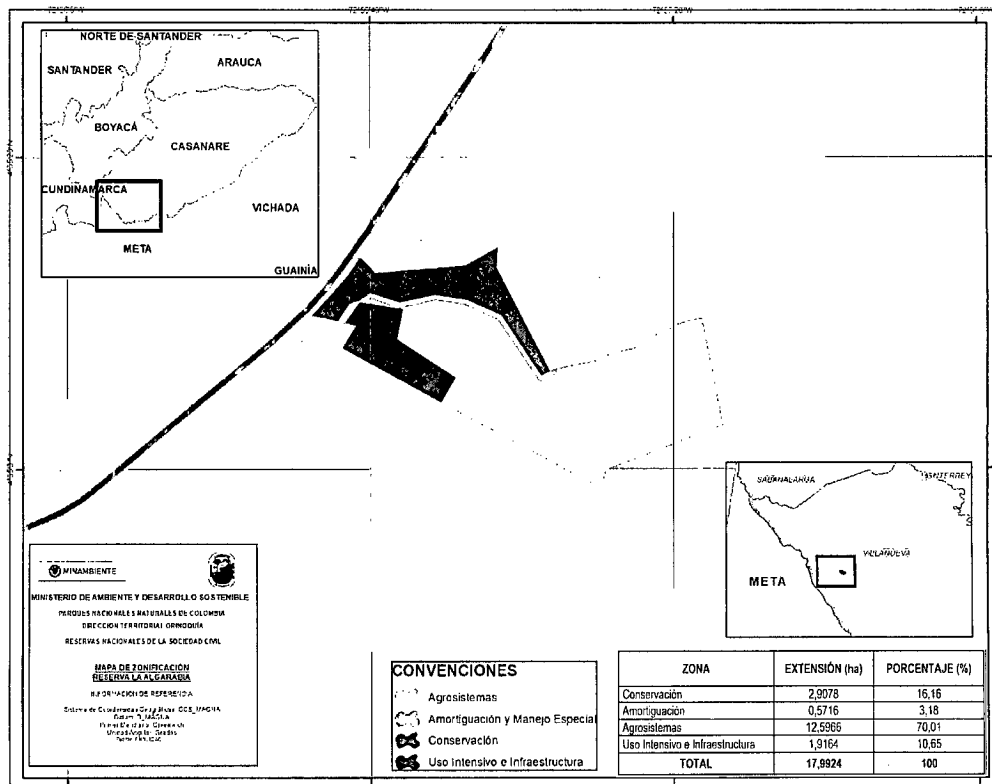 NORTE DE SANTANDER
SANTANDER
ARAUCA
BOYACÁ
CASANARE
CUNDINAMARCA
VICHADA
META
GUAINÍA
SABANALARGA
MONTERREY
VILLANUEVA
META
MINAMBIENTE
MINISTERIO DE AMBIENTE Y DESARROLLO SOSTENIBLE
PARQUES NACIONALES NATURALES DE COLOMBIA
DIRECCIÓN TERRITORIAL ORINOQUÍA
RESERVAS NACIONALES DE LA SOCIEDAD CIVIL
MAPA DE ZONIFICACIÓN
RESERVA LA ALGARABIA
INFORMACIÓN DE REFERENCIA
CONVENCIONES
Agrosistemas
Amortiguación y Manejo Especial
Conservación
Uso Intensivo e Infraestructura
ZONA EXTENSIÓN (ha) PORCENTAJE (%)
Conservación 2,9078 16,16
Amortiguación 0,5716 3,18
Agrosistemas 12,5966 70,01
Uso Intensivo e Infraestructura 1,9164 10,65
TOTAL 17,9924 100